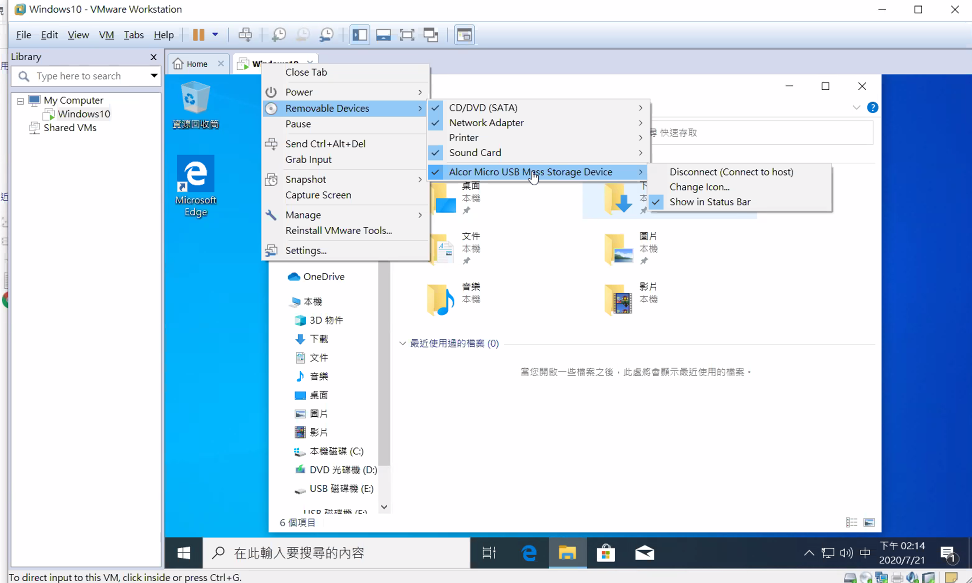 Windows10 - VMware Workstation
File Edit View VM Tabs Help
Library
Type here to search
My Computer
Windows10
Shared VMs
Home
資源回收筒
Microsoft
Edge
Close Tab
Power
Removable Devices
Pause
Send Ctrl+Alt+Del
Grab Input
Snapshot
Capture Screen
Manage
Reinstall VMware Tools...
Settings...
CD/DVD (SATA)
Network Adapter
Printer
Sound Card
Alcor Micro USB Mass Storage Device
Disconnect (Connect to host)
Change Icon...
Show in Status Bar
快速存取
桌面
本機
文件
本機
圖片
本機
音樂
本機
影片
本機
OneDrive
本機
3D 物件
下載
文件
音樂
桌面
圖片
影片
本機磁碟 (C:)
DVD 光碟機 (D:)
USB 磁碟機 (E:)
最近使用過的檔案 (0)
當您開啟一些檔案之後，此處將會顯示最近使用的檔案。
6 個項目
在此輸入要搜尋的內容
中
下午 02:14
2020/7/21
1
To direct input to this VM, click inside or press Ctrl+G.